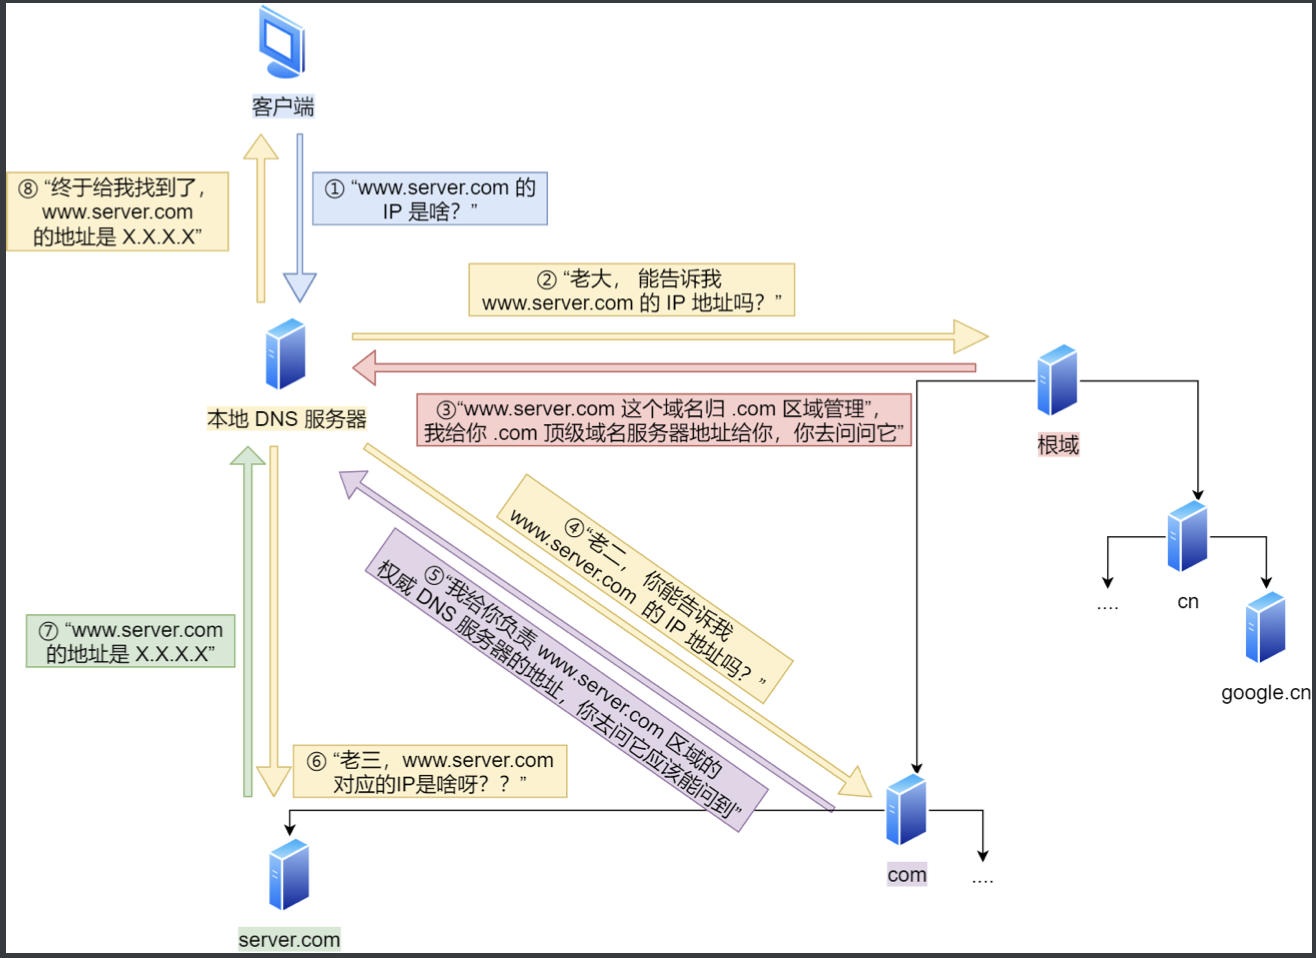 客户端
⑧ “终于给我找到了，
www.server.com
的地址是 X.X.X.X”
① “www.server.com 的
IP 是啥？”
② “老大， 能告诉我
www.server.com 的 IP 地址吗？”
本地 DNS 服务器
③“www.server.com 这个域名归 .com 区域管理”,
我给你 .com 顶级域名服务器地址给你，你去问问它”
根域
④“老二， 你能告诉我
www.server.com 的 IP 地址吗？”
⑤“我给你负责 www.server.com 区域的
权威 DNS 服务器的地址，你去问它应该能问到”
....
cn
google.cn
⑦ “www.server.com
的地址是 X.X.X.X”
⑥ “老三，www.server.com
对应的IP是啥呀？？”
com
....
server.com